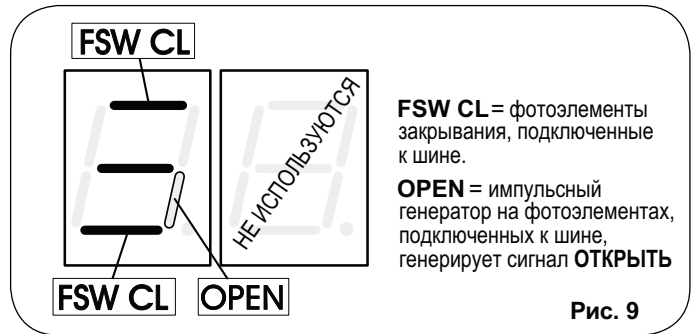 FSW CL
НЕ ИСПОЛЬЗУЮТСЯ
FSW CL = фотоэлементы
закрывания, подключенные
к шине.
OPEN = импульсный
генератор на фотоэлементах,
подключенных к шине,
генерирует сигнал ОТКРЫТЬ
FSW CL OPEN
Рис. 9